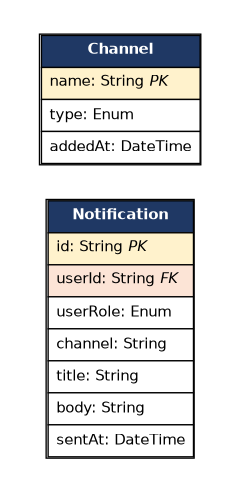 Channel
name: String PK
type: Enum
addedAt: DateTime
Notification
id: String PK
userId: String FK
userRole: Enum
channel: String
title: String
body: String
sentAt: DateTime